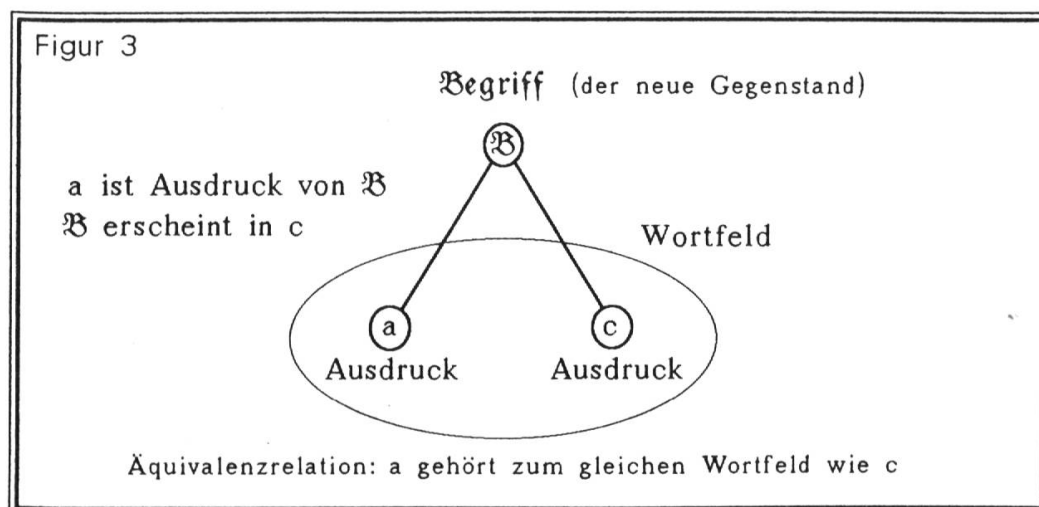 Figur 3
𝔅egriff (der neue Gegenstand)
𝔅
a ist Ausdruck von 𝔅
𝔅 erscheint in c
Wortfeld
a c
Ausdruck Ausdruck
Äquivalenzrelation: a gehört zum gleichen Wortfeld wie c